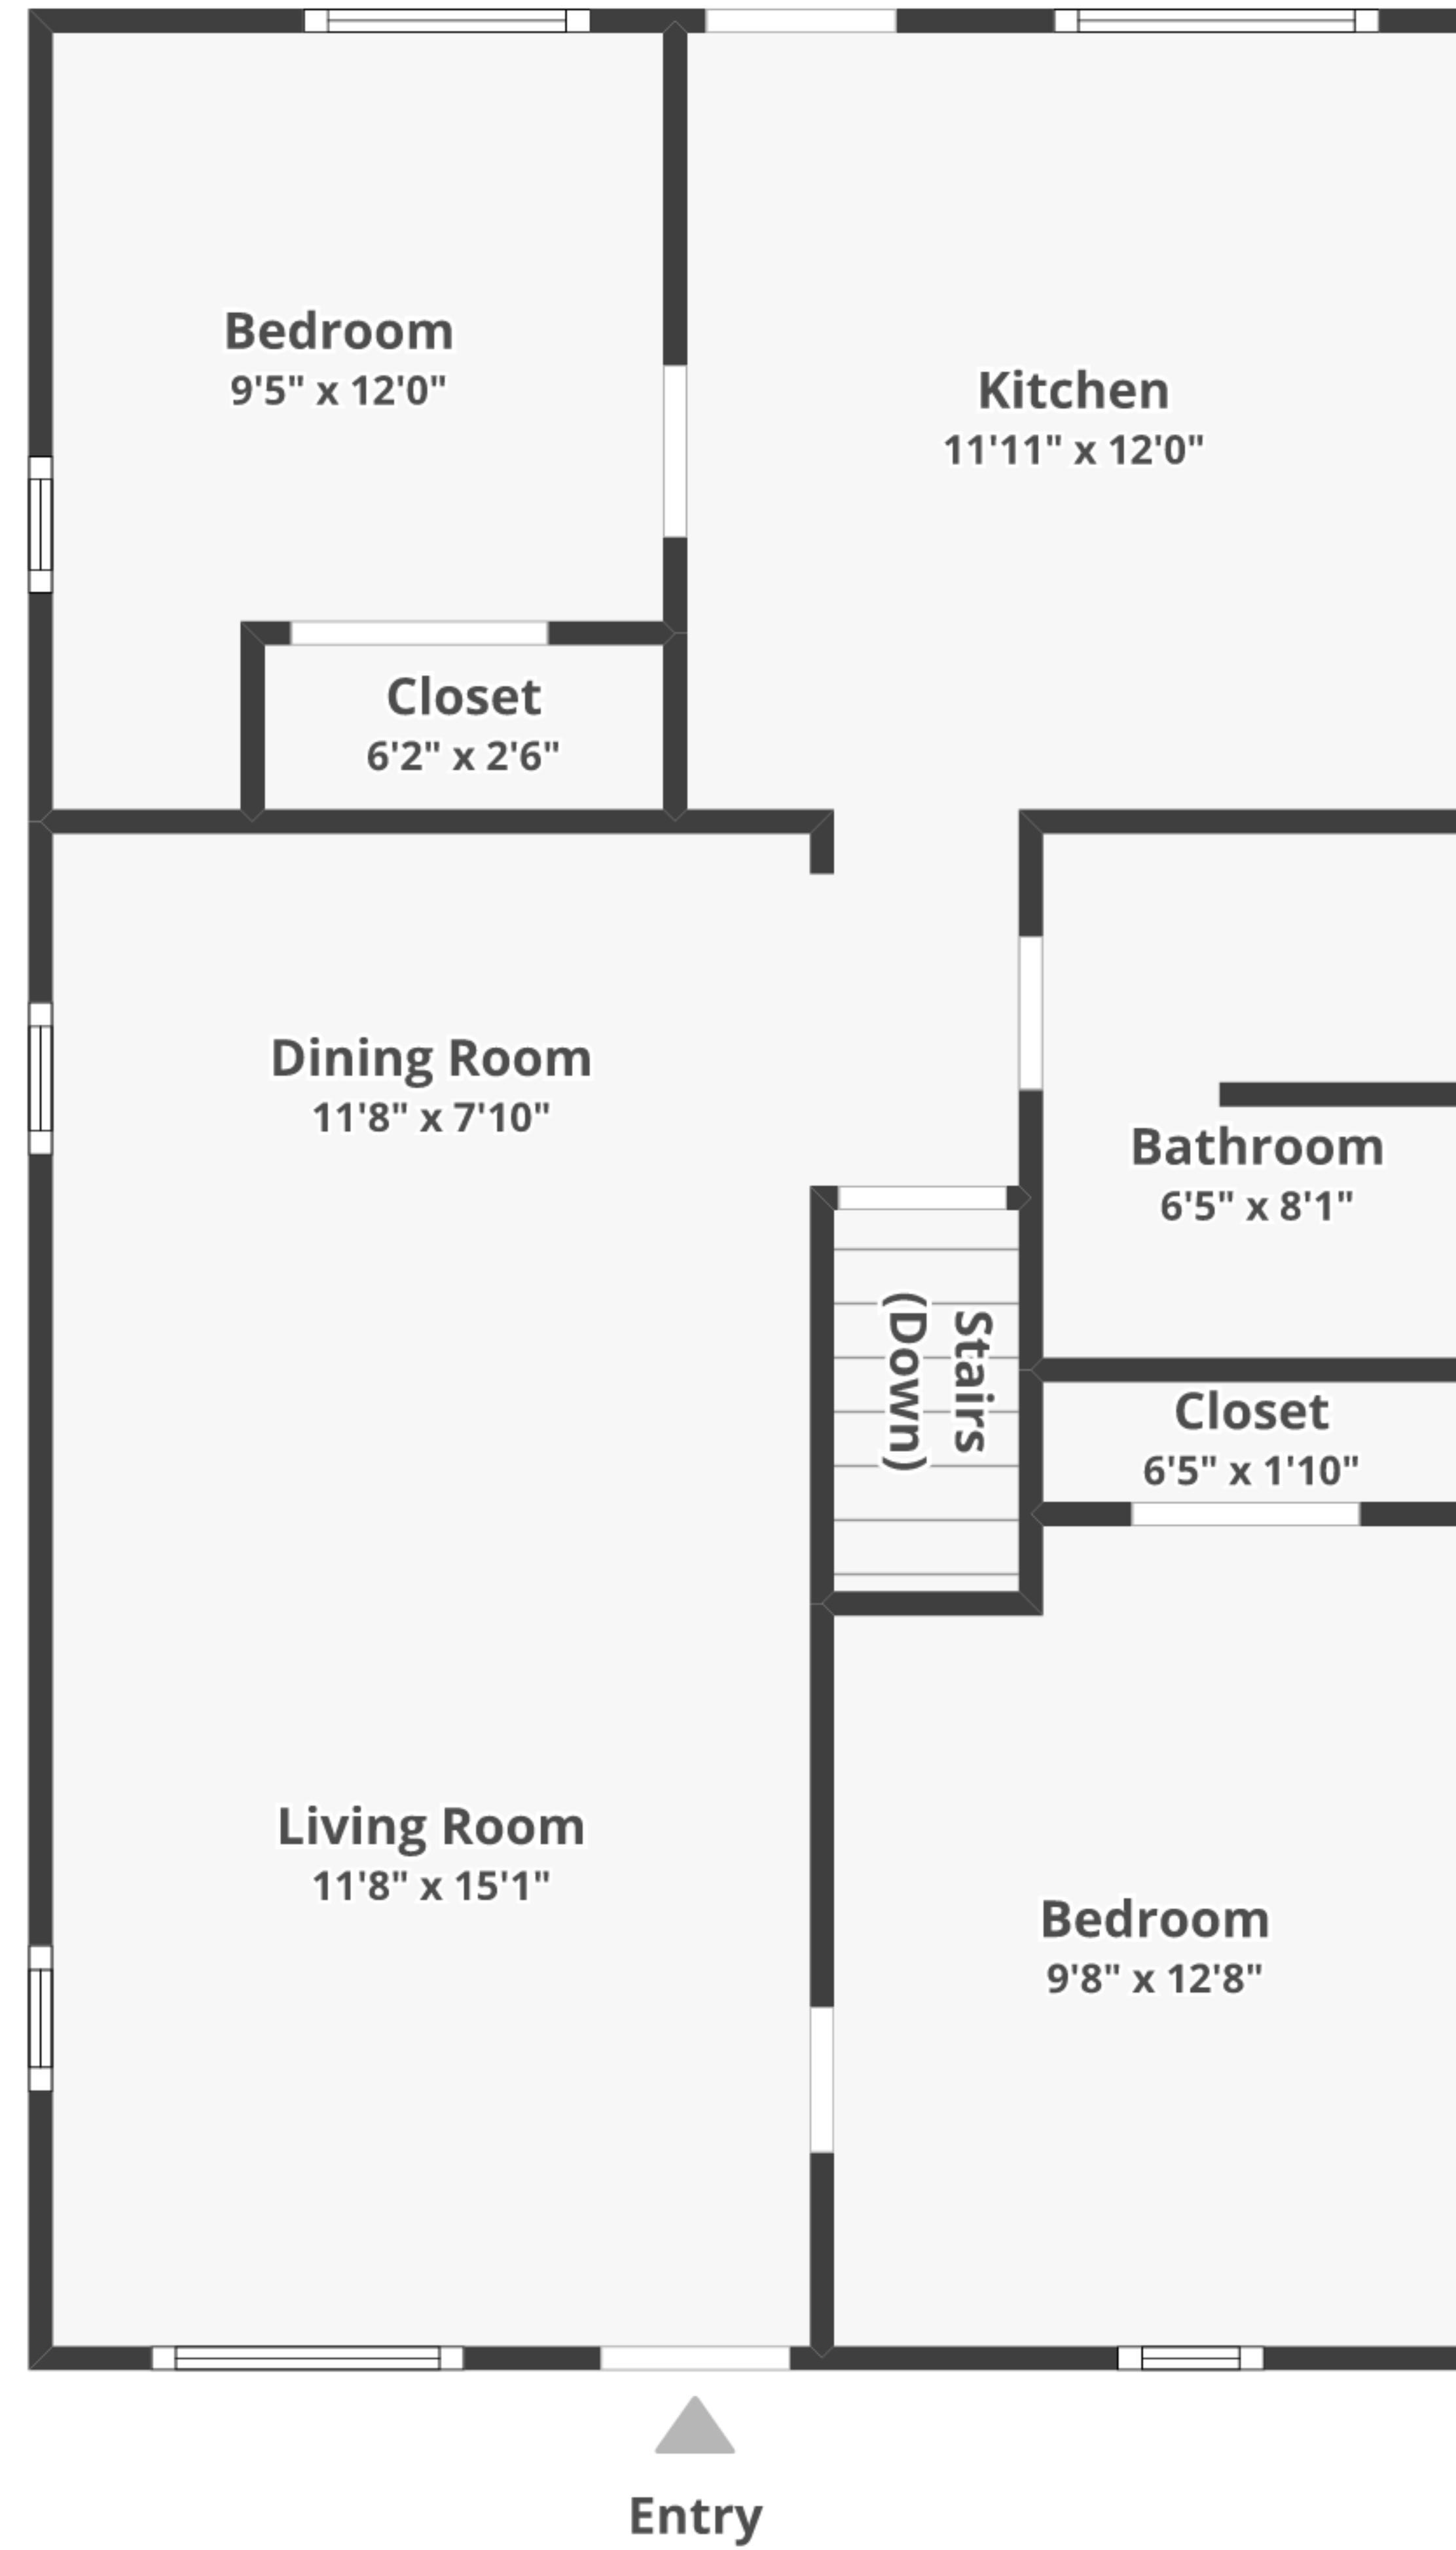 Bedroom
9'5" x 12'0"
Kitchen
11'11" x 12'0"
Closet
6'2" x 2'6"
Dining Room
11'8" x 7'10"
Bathroom
6'5" x 8'1"
Stairs
(Down)
Closet
6'5" x 1'10"
Living Room
11'8" x 15'1"
Bedroom
9'8" x 12'8"
Entry